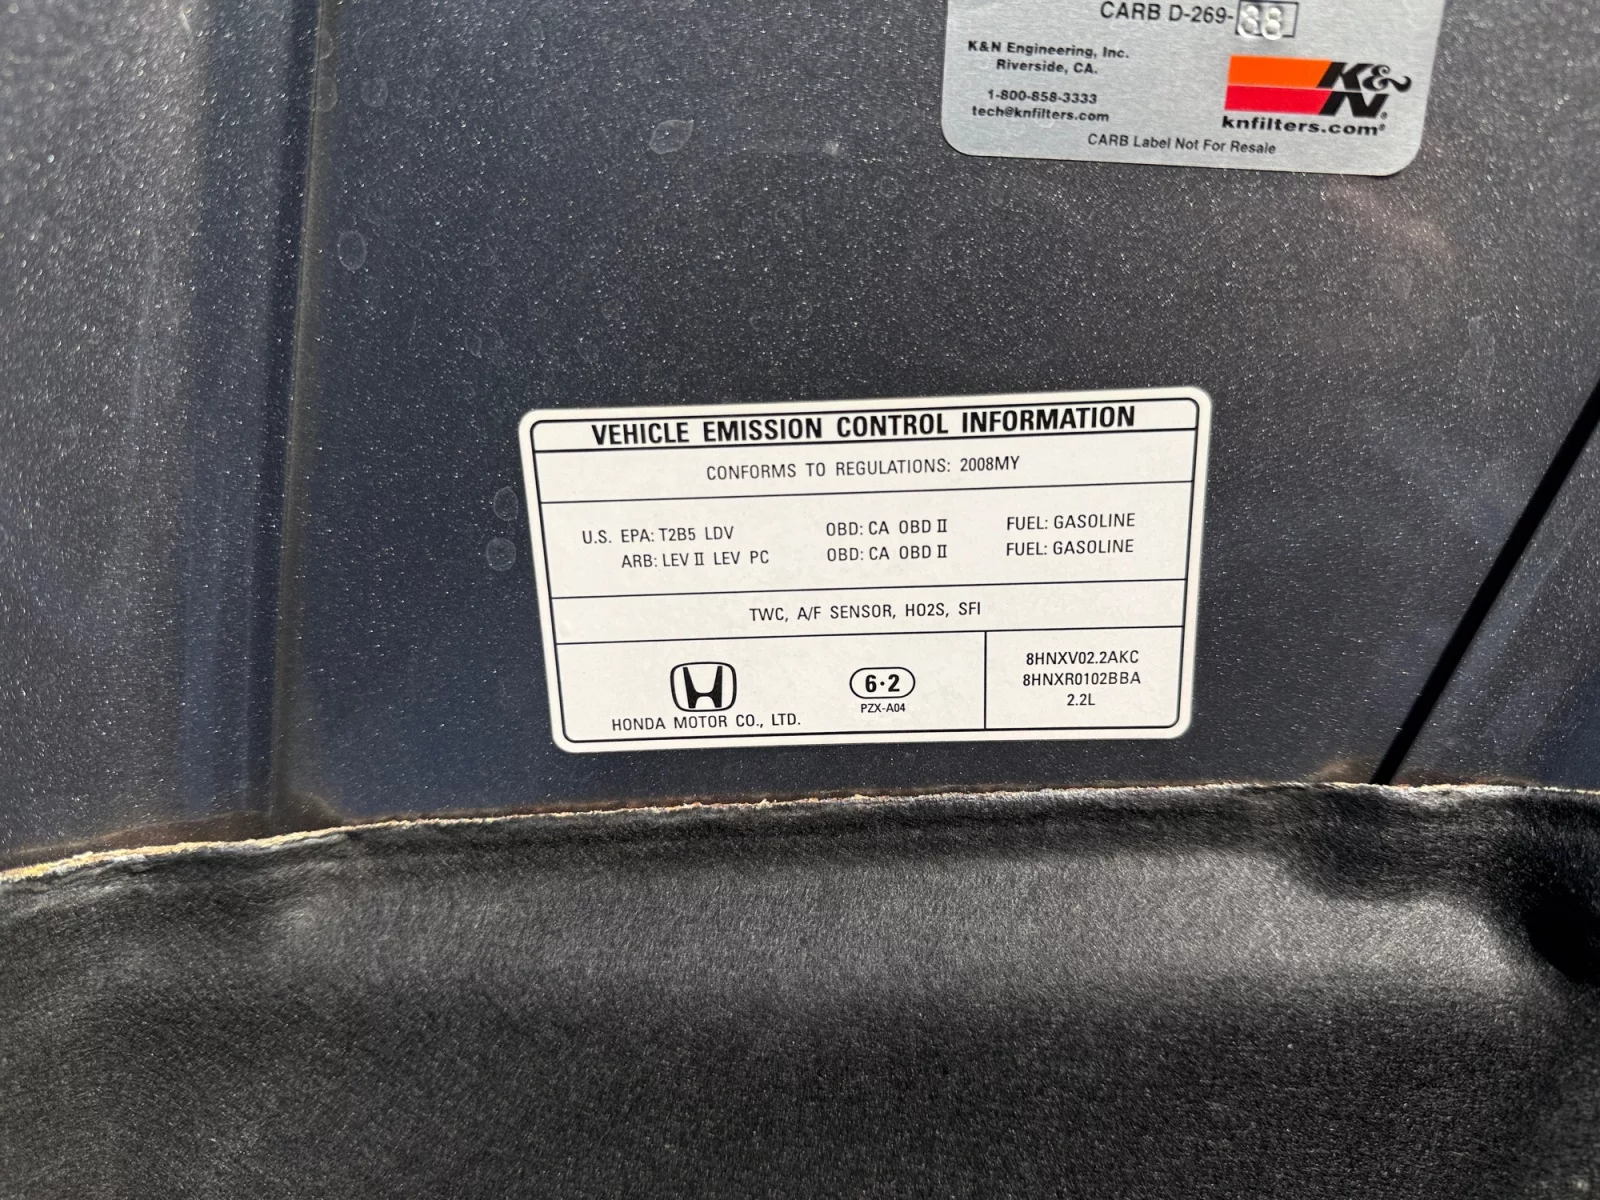 CARB D-269-38
K&N Engineering, Inc.
Riverside, CA.
1-800-858-3333
tech@knfilters.com
K&N®
knfilters.com®
CARB Label Not For Resale
VEHICLE EMISSION CONTROL INFORMATION
CONFORMS TO REGULATIONS: 2008MY
U.S. EPA: T2B5 LDV OBD: CA OBD II FUEL: GASOLINE
ARB: LEV II LEV PC OBD: CA OBD II FUEL: GASOLINE
TWC, A/F SENSOR, HO2S, SFI
HONDA MOTOR CO., LTD.
6·2
PZX-A04
8HNXV02.2AKC
8HNXR0102BBA
2.2L